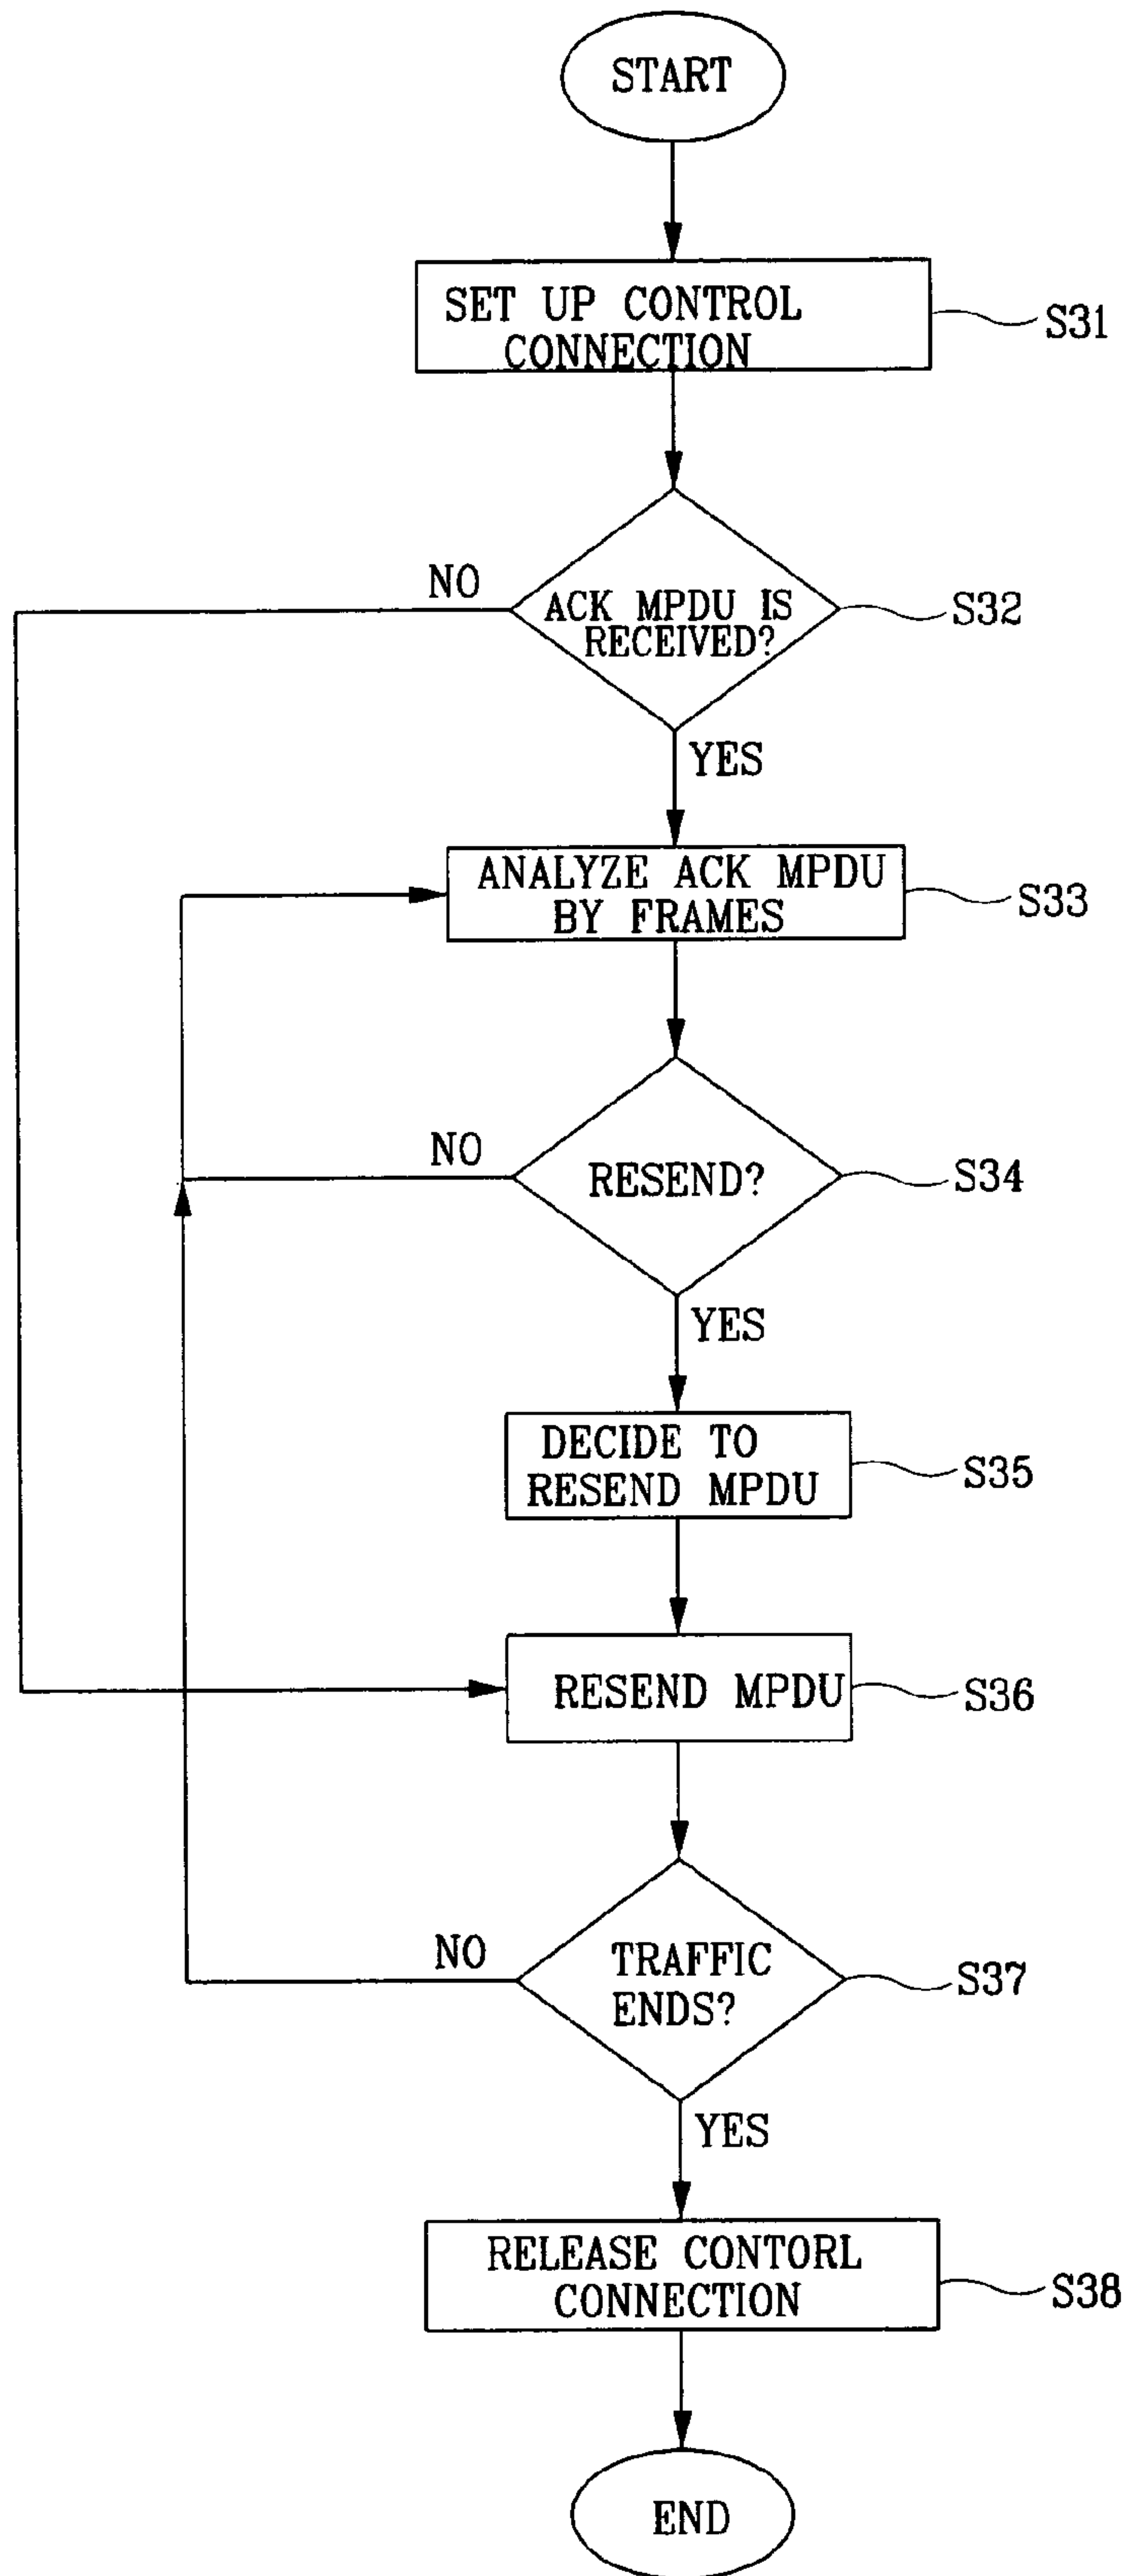 START
SET UP CONTROL
CONNECTION
S31
NO
ACK MPDU IS
RECEIVED?
S32
YES
ANALYZE ACK MPDU
BY FRAMES
S33
NO
RESEND?
S34
YES
DECIDE TO
RESEND MPDU
S35
RESEND MPDU
S36
NO
TRAFFIC
ENDS?
S37
YES
RELEASE CONTORL
CONNECTION
S38
END